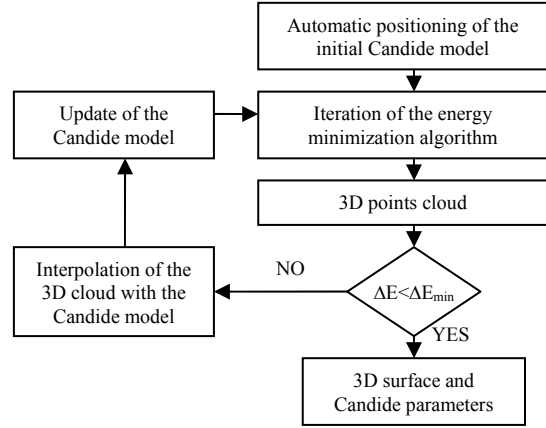 Automatic positioning of the
initial Candide model
Update of the
Candide model
Iteration of the energy
minimization algorithm
3D points cloud
Interpolation of the
3D cloud with the
Candide model
NO
ΔE<ΔEmin
YES
3D surface and
Candide parameters